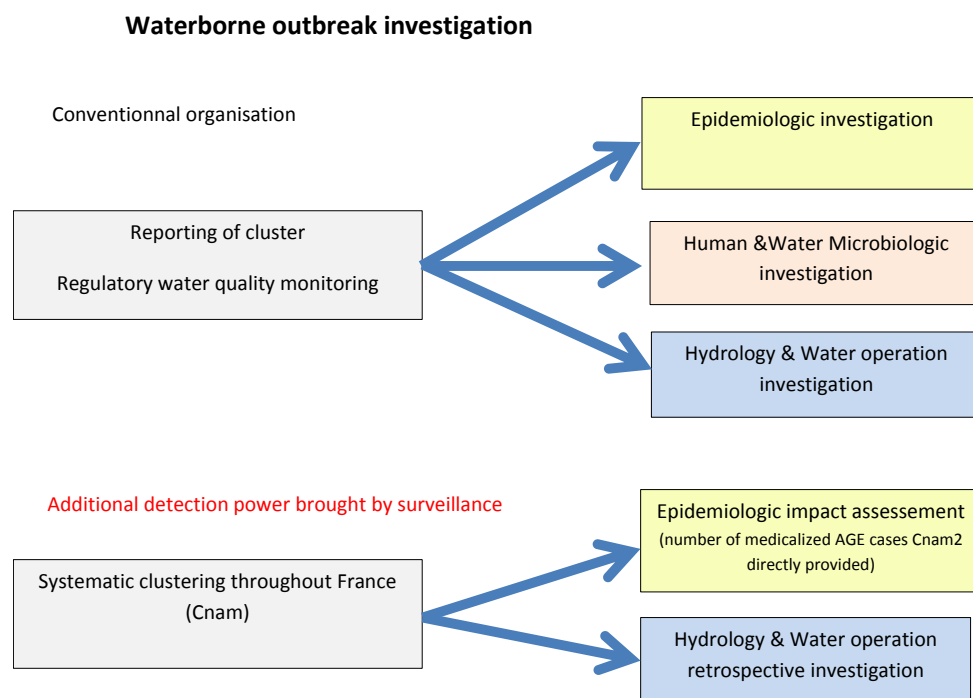 Waterborne outbreak investigation
Conventionnal organisation
Epidemiologic investigation
Reporting of cluster
Regulatory water quality monitoring
Human &Water Microbiologic
investigation
Hydrology & Water operation
investigation
Additional detection power brought by surveillance
Epidemiologic impact assessement
(number of medicalized AGE cases Cnam2
directly provided)
Systematic clustering throughout France
(Cnam)
Hydrology & Water operation
retrospective investigation